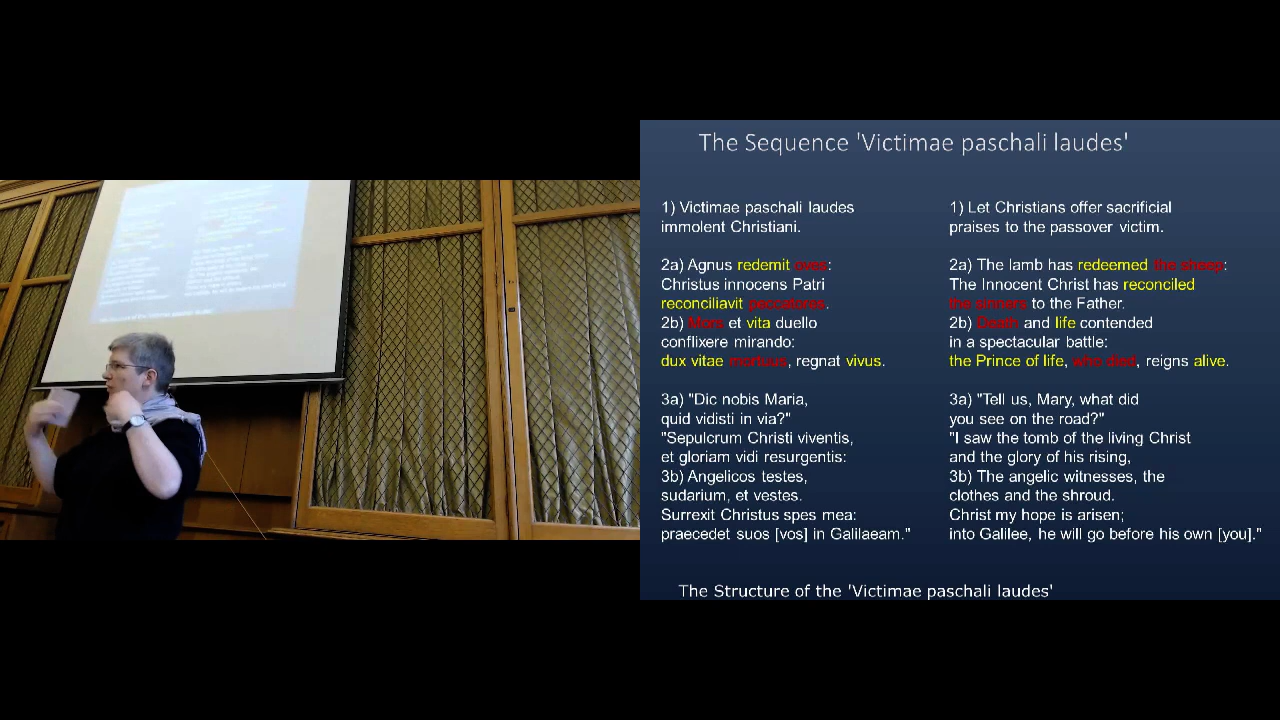 The Sequence 'Victimae paschali laudes'
1) Victimae paschali laudes
immolent Christiani.
2a) Agnus redemit oves:
Christus innocens Patri
reconciliavit peccatores.
2b) Mors et vita duello
conflixere mirando:
dux vitae mortuus, regnat vivus.
3a) "Dic nobis Maria,
quid vidisti in via?"
"Sepulcrum Christi viventis,
et gloriam vidi resurgentis:
3b) Angelicos testes,
sudarium, et vestes.
Surrexit Christus spes mea:
praecedet suos [vos] in Galilaeam."
1) Let Christians offer sacrificial
praises to the passover victim.
2a) The lamb has redeemed the sheep:
The Innocent Christ has reconciled
the sinners to the Father.
2b) Death and life contended
in a spectacular battle:
the Prince of life, who died, reigns alive.
3a) "Tell us, Mary, what did
you see on the road?"
"I saw the tomb of the living Christ
and the glory of his rising,
3b) The angelic witnesses, the
clothes and the shroud.
Christ my hope is arisen;
into Galilee, he will go before his own [you]."
The Structure of the 'Victimae paschali laudes'